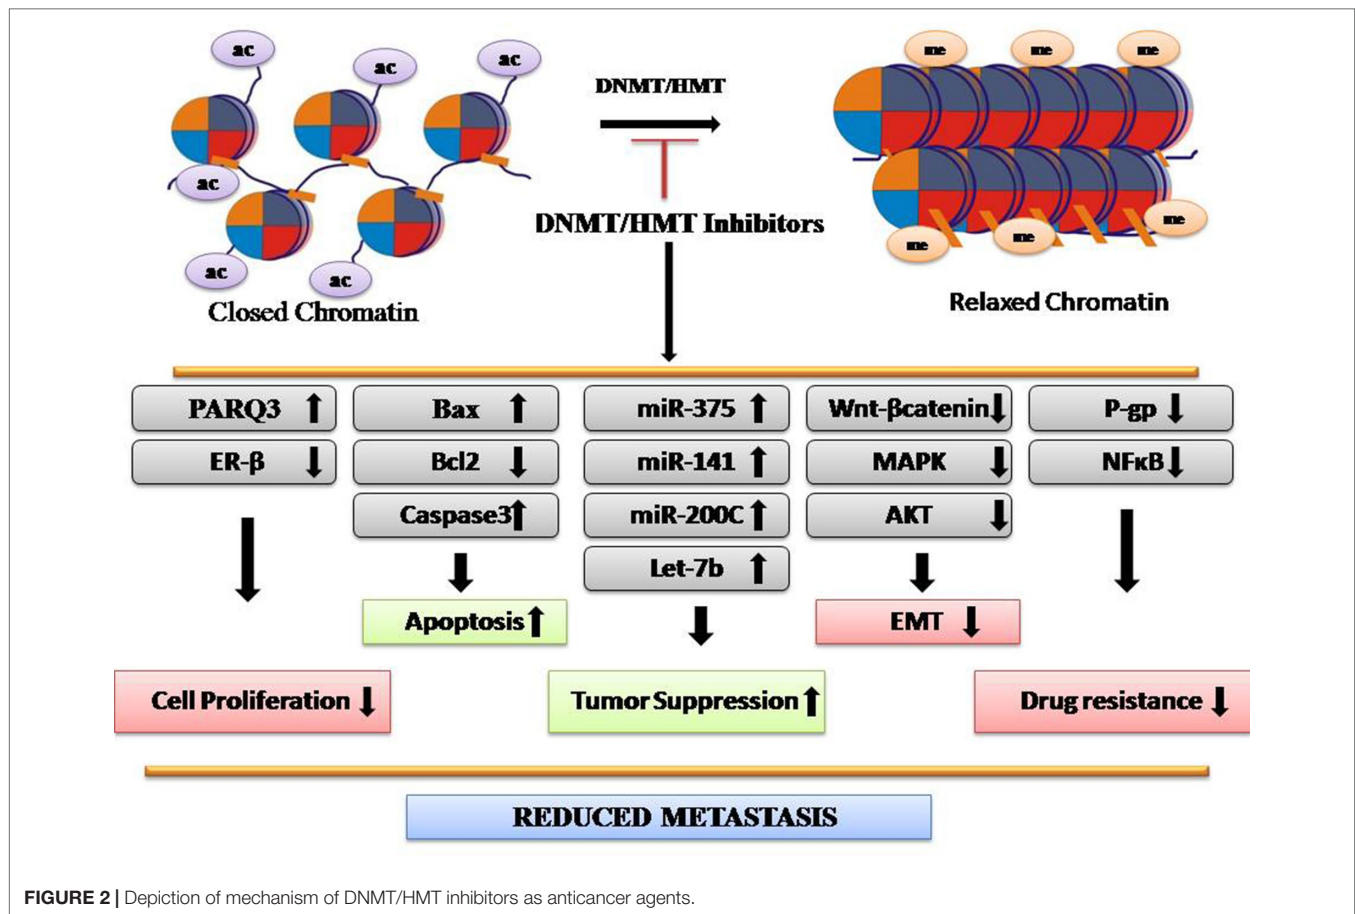 ac
ac
ac
ac
ac
ac
Closed Chromatin
DNMT/HMT
DNMT/HMT Inhibitors
me
me
me
me
me
me
Relaxed Chromatin
PARQ3
ER-β
Bax
Bcl2
Caspase3
miR-375
miR-141
miR-200C
Let-7b
Wnt-βcatenin
MAPK
AKT
P-gp
NFκB
Apoptosis
EMT
Cell Proliferation
Tumor Suppression
Drug resistance
REDUCED METASTASIS
FIGURE 2 | Depiction of mechanism of DNMT/HMT inhibitors as anticancer agents.